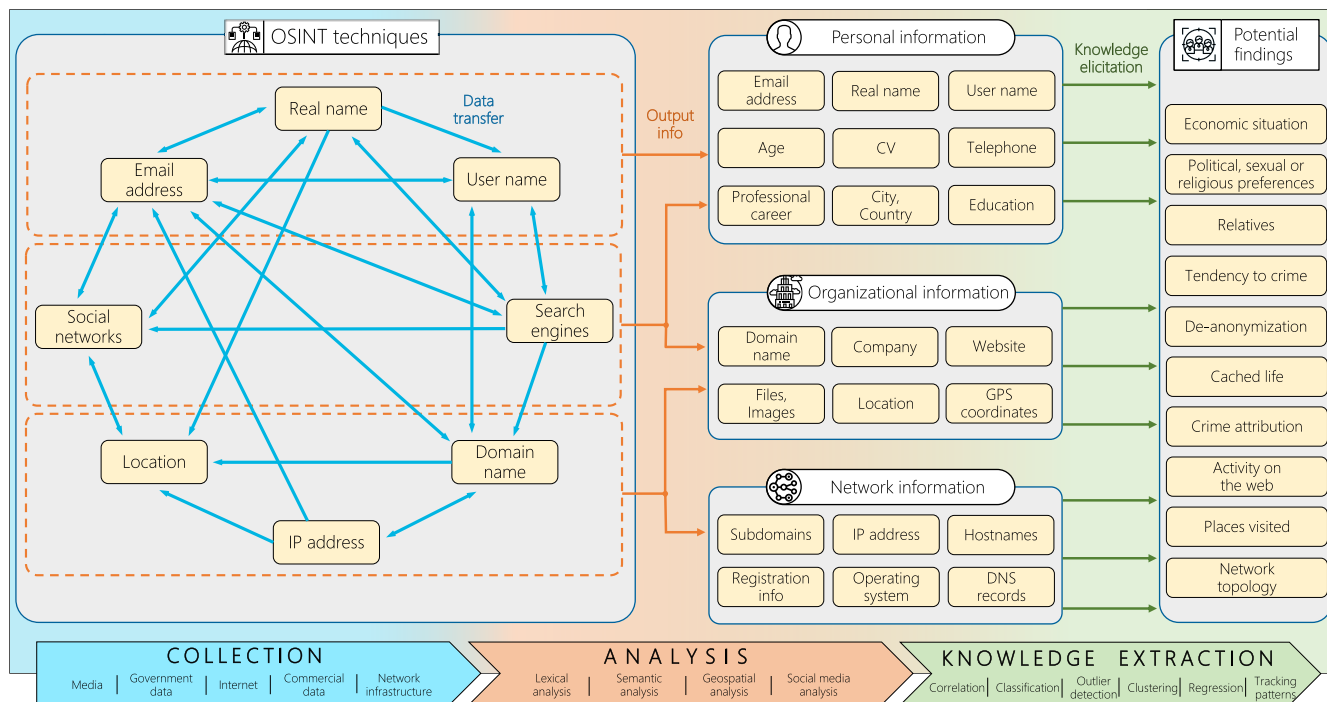 OSINT techniques
Real name
Data
transfer
Email
address
User name
Social
networks
Search
engines
Location
Domain
name
IP address
Output
info
Personal information
Email
address
Real name
User name
Age
CV
Telephone
Professional
career
City,
Country
Education
Organizational information
Domain
name
Company
Website
Files,
Images
Location
GPS
coordinates
Network information
Subdomains
IP address
Hostnames
Registration
info
Operating
system
DNS
records
Knowledge
elicitation
Potential
findings
Economic situation
Political, sexual or
religious preferences
Relatives
Tendency to crime
De-anonymization
Cached life
Crime attribution
Activity on
the web
Places visited
Network
topology
COLLECTION
Media
Government
data
Internet
Commercial
data
Network
infrastructure
ANALYSIS
Lexical
analysis
Semantic
analysis
Geospatial
analysis
Social media
analysis
KNOWLEDGE EXTRACTION
Correlation
Classification
Outlier
detection
Clustering
Regression
Tracking
patterns